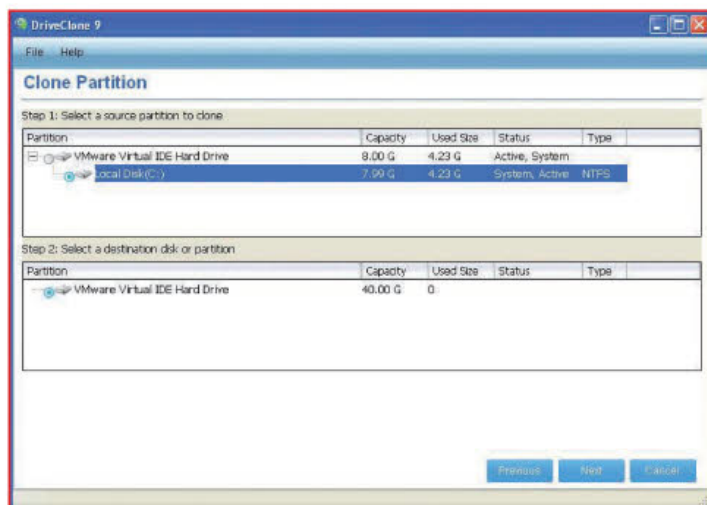 DriveClone 9
File Help
Clone Partition
Step 1: Select a source partition to clone
Partition Capacity Used Size Status Type
VMware Virtual IDE Hard Drive 8.00 G 4.23 G Active, System
Local Disk(C:) 7.99 G 4.23 G System, Active NTFS
Step 2: Select a destination disk or partition
Partition Capacity Used Size Status Type
VMware Virtual IDE Hard Drive 40.00 G 0
Previous Next Cancel